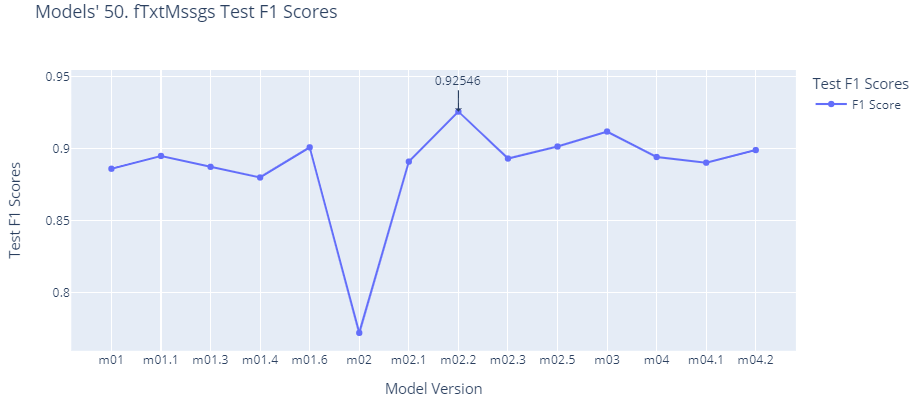 Models' 50. fTxtMssgs Test F1 Scores
0.92546
Test F1 Scores
F1 Score
0.95
0.9
0.85
0.8
Test F1 Scores
m01 m01.1 m01.3 m01.4 m01.6 m02 m02.1 m02.2 m02.3 m02.5 m03 m04 m04.1 m04.2
Model Version